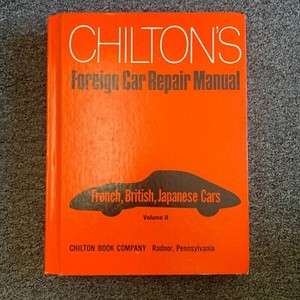 CHILTON'S
Foreign Car Repair Manual
French, British, Japanese Cars
Volume II
CHILTON BOOK COMPANY Radnor, Pennsylvania